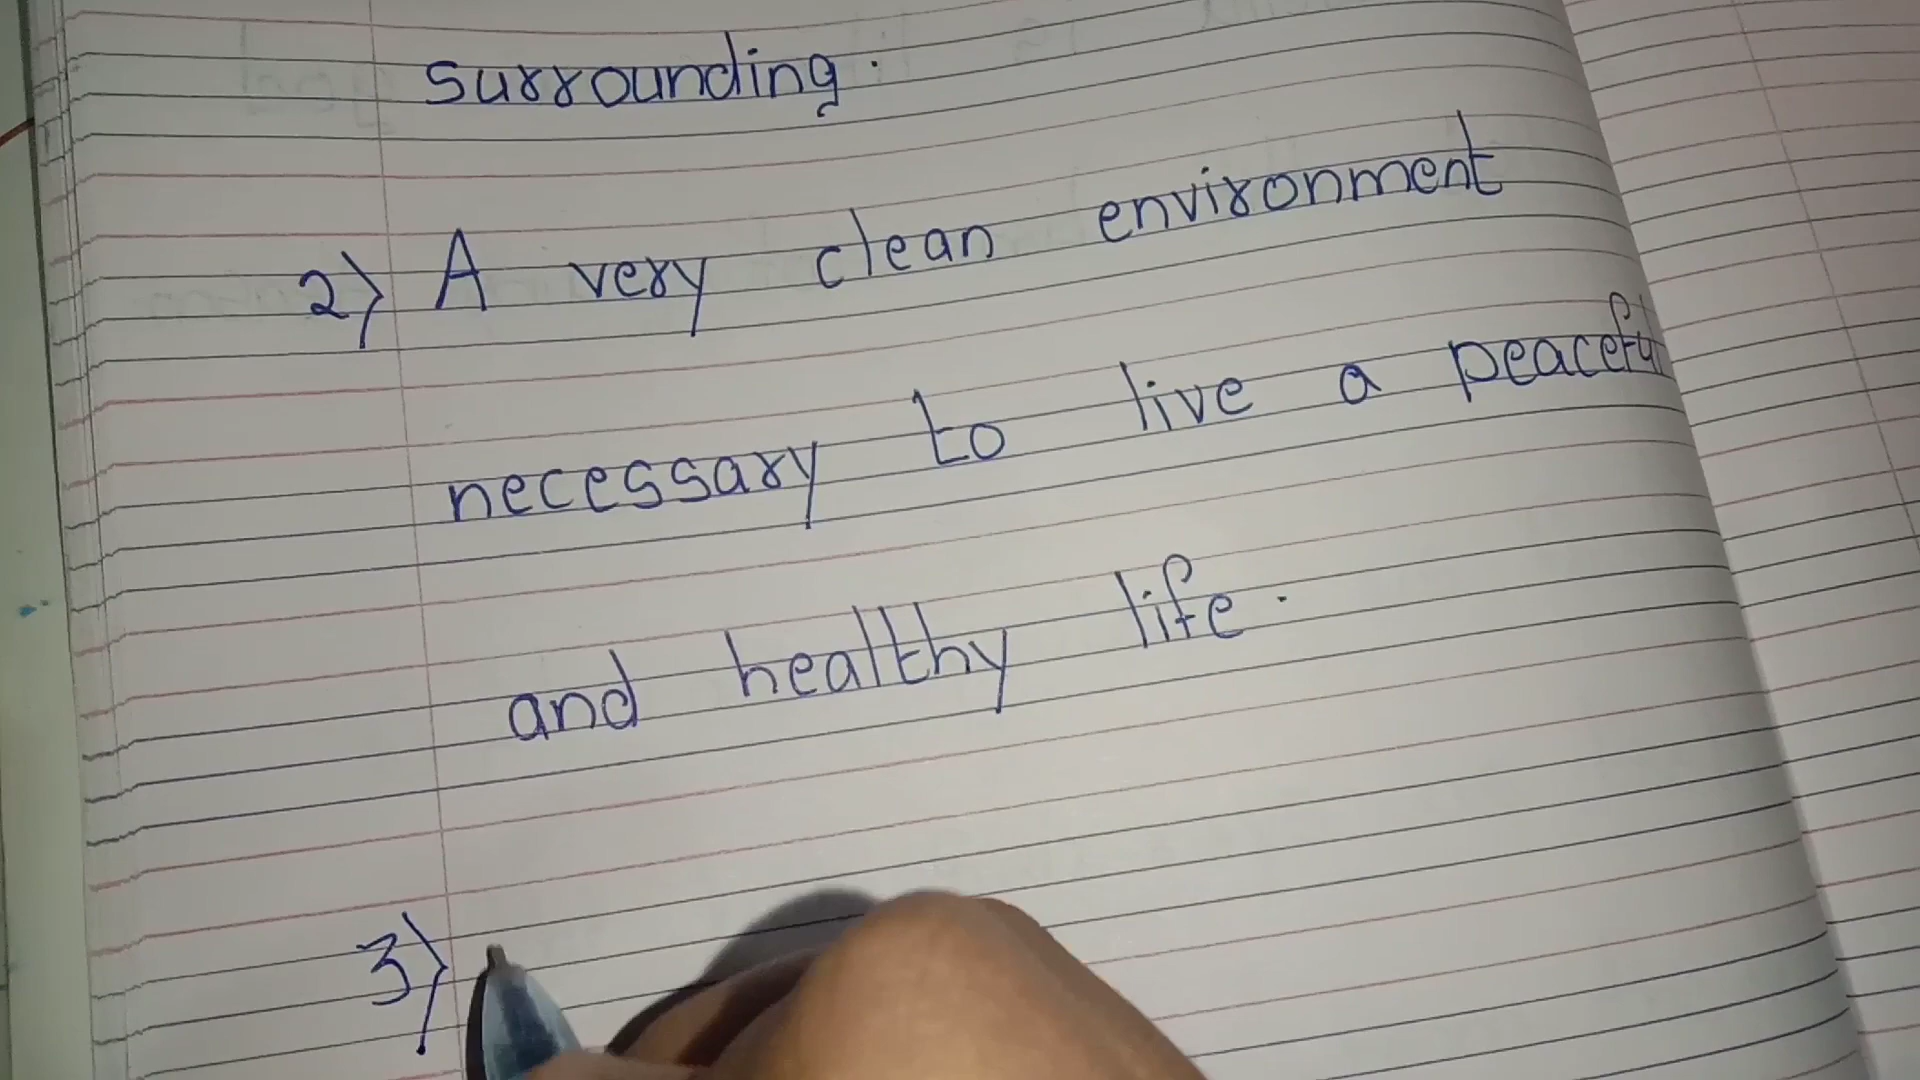 surrounding.
2) A very clean environment
necessary to live a peaceful
and healthy life.
3)